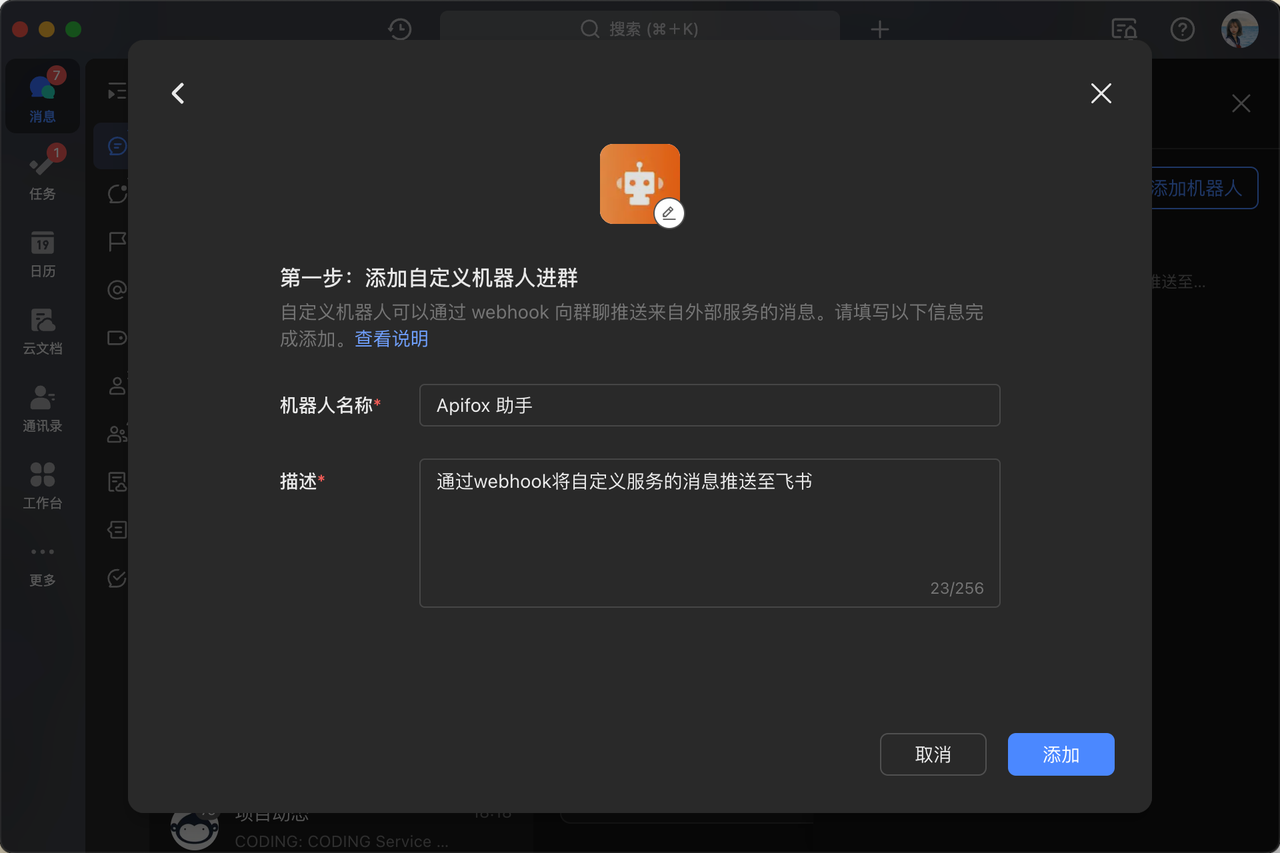 搜索 (⌘+K)
7
消息
1
任务
19
日历
云文档
通讯录
工作台
更多
添加机器人
推送至...
第一步：添加自定义机器人进群
自定义机器人可以通过 webhook 向群聊推送来自外部服务的消息。请填写以下信息完
成添加。查看说明
机器人名称*
Apifox 助手
描述*
通过webhook将自定义服务的消息推送至飞书
23/256
取消
添加
项目动态
CODING: CODING Service ...